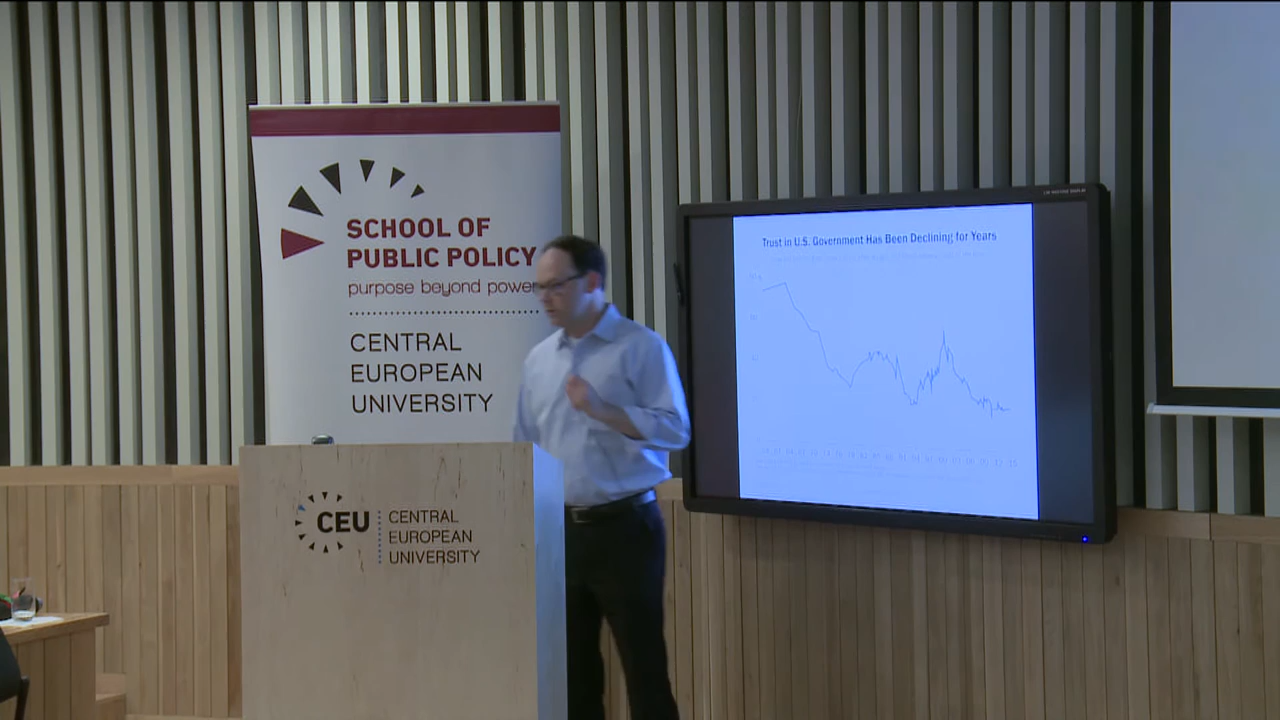 SCHOOL OF
PUBLIC POLICY
purpose beyond power
CENTRAL
EUROPEAN
UNIVERSITY
CEU
CENTRAL
EUROPEAN
UNIVERSITY
Trust in U.S. Government Has Been Declining for Years